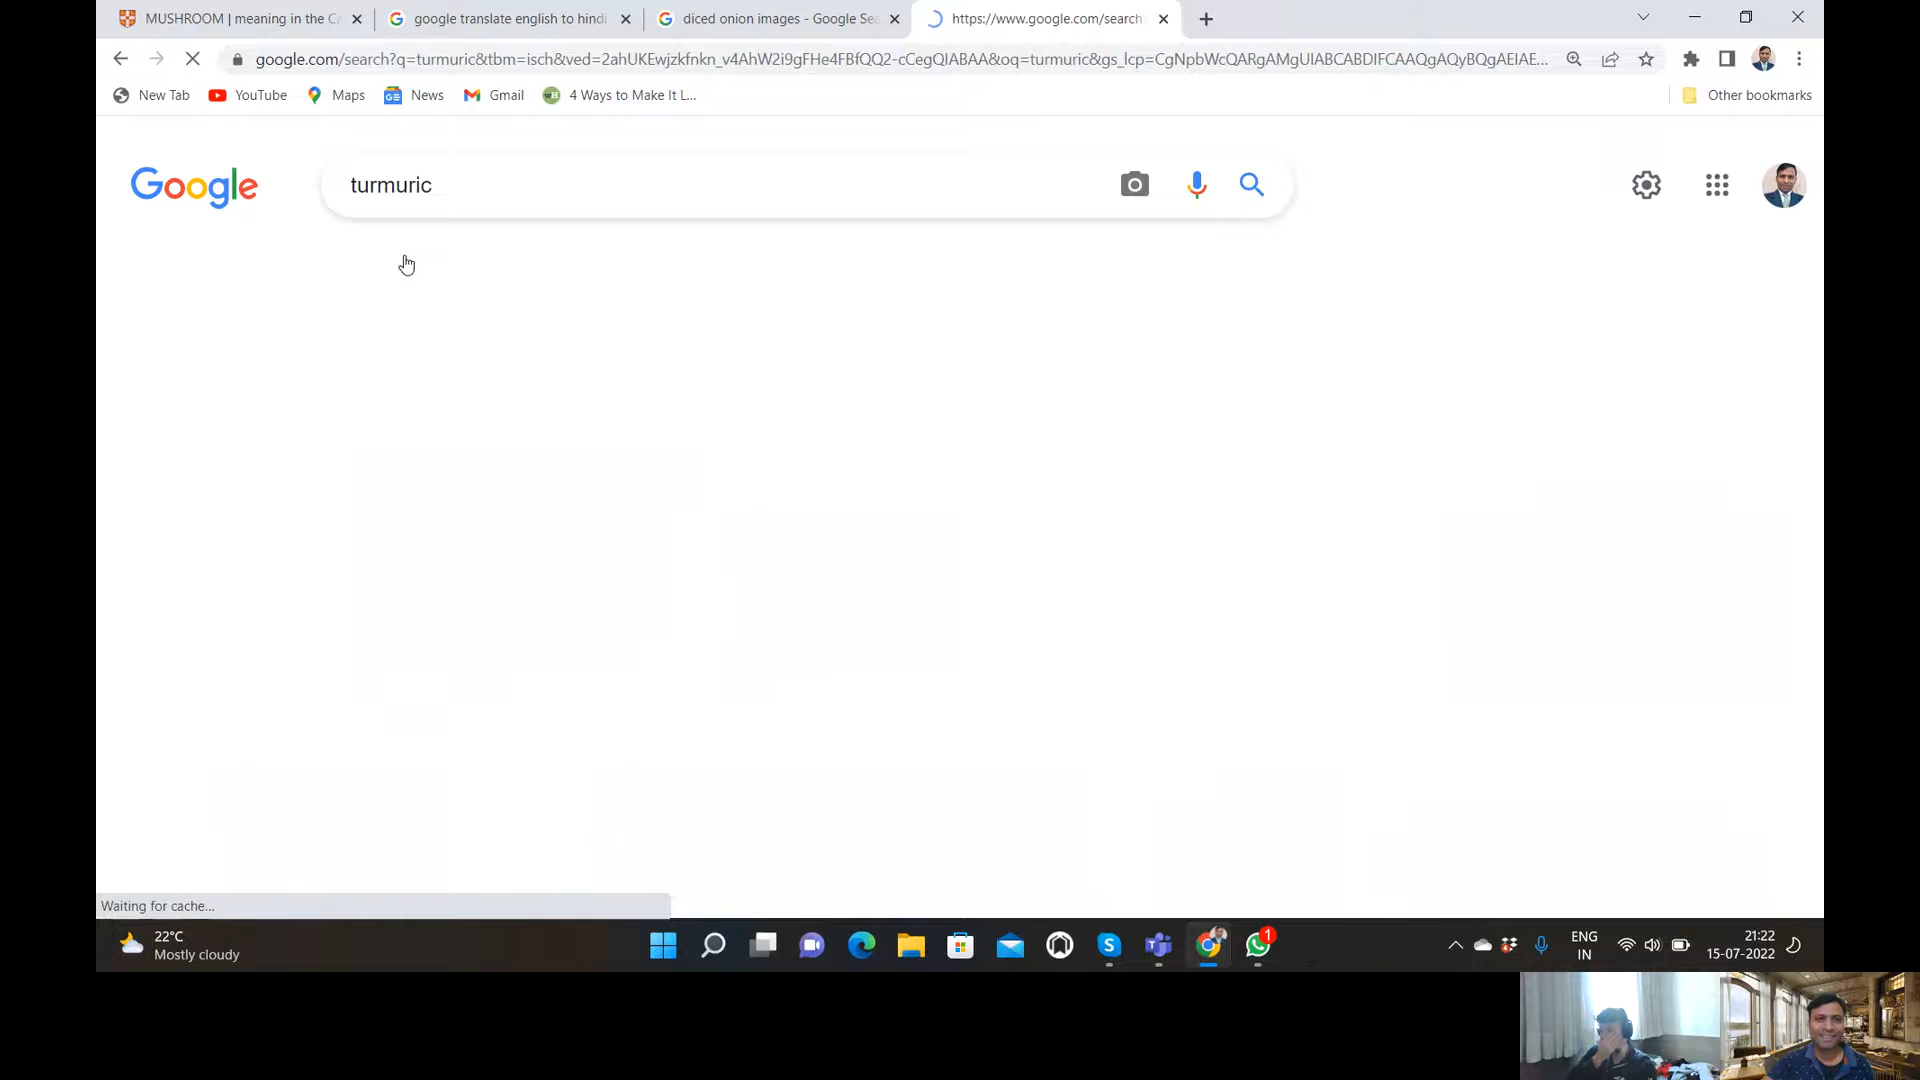 MUSHROOM | meaning in the Ca
google translate english to hindi
diced onion images - Google Sea
https://www.google.com/search
google.com/search?q=turmuric&tbm=isch&ved=2ahUKEwjzkfnkn_v4AhW2i9gFHe4FBfQQ2-cCegQIABAA&oq=turmuric&gs_lcp=CgNpbWcQARgAMgUIABCABDIFCAAQgAQyBQgAEIAE...
New Tab
YouTube
Maps
News
Gmail
4 Ways to Make It L...
Other bookmarks
Google
turmuric
Waiting for cache...
22°C
Mostly cloudy
1
ENG
IN
21:22
15-07-2022